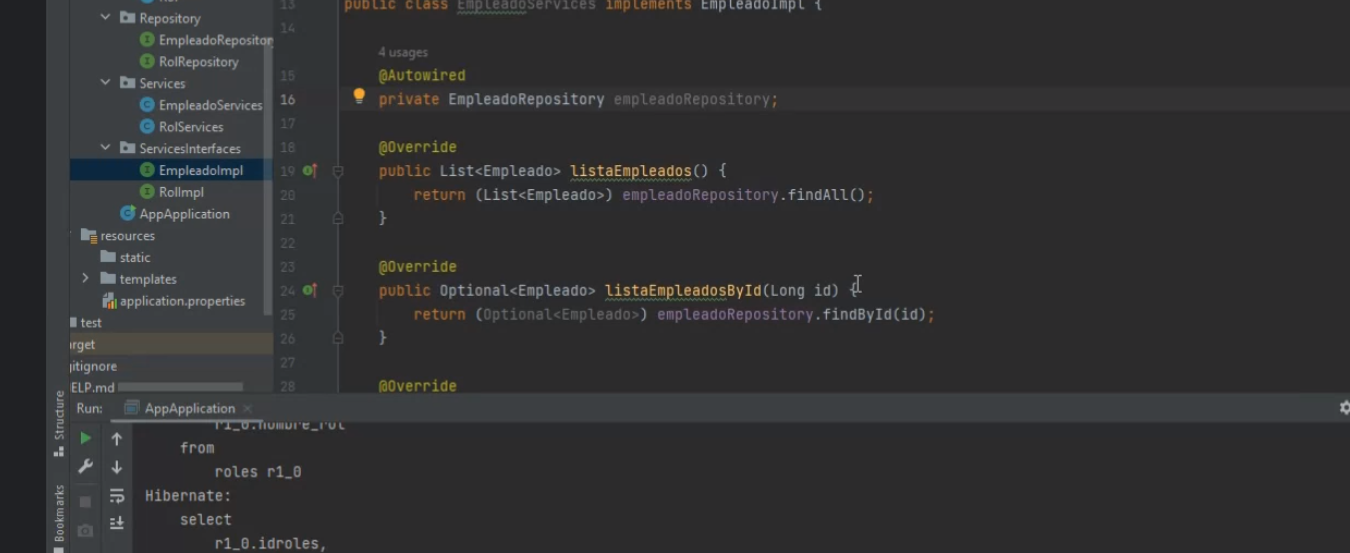 Repository
EmpleadoRepository
RolRepository
Services
EmpleadoServices
RolServices
ServicesInterfaces
EmpleadoImpl
RolImpl
AppApplication
resources
static
templates
application.properties
test
rget
gitignore
ELP.md
13 public class EmpleadoServices implements EmpleadoImpl {
14
4 usages
15 @Autowired
16 private EmpleadoRepository empleadoRepository;
17
18 @Override
19 public List<Empleado> listaEmpleados() {
20 return (List<Empleado>) empleadoRepository.findAll();
21 }
22
23 @Override
24 public Optional<Empleado> listaEmpleadosById(Long id) {
25 return (Optional<Empleado>) empleadoRepository.findById(id);
26 }
27
28 @Override
Structure
Bookmarks
Run: AppApplication
r1_0.nombre_rol
from
roles r1_0
Hibernate:
select
r1_0.idroles,